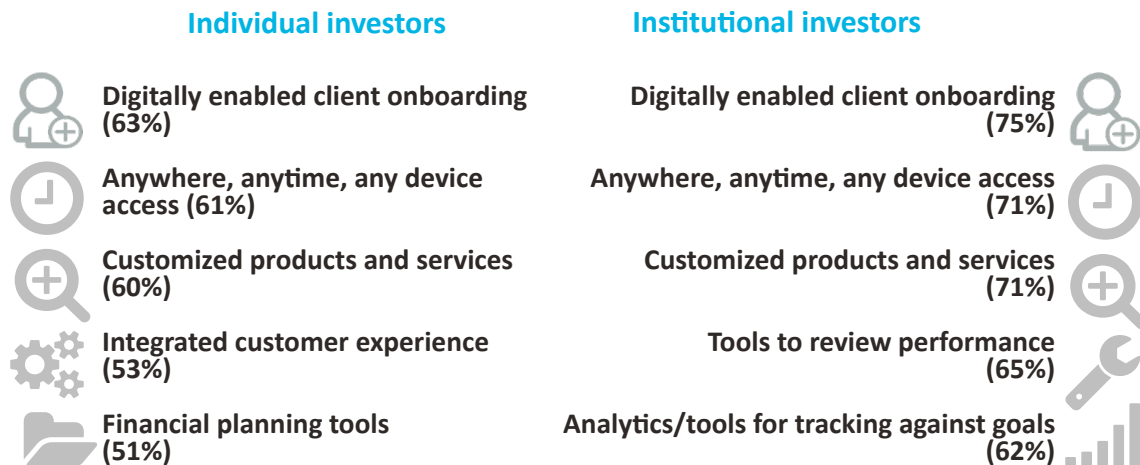 Individual investors
Institutional investors
Digitally enabled client onboarding
(63%)
Digitally enabled client onboarding
(75%)
Anywhere, anytime, any device
access (61%)
Anywhere, anytime, any device access
(71%)
Customized products and services
(60%)
Customized products and services
(71%)
Integrated customer experience
(53%)
Tools to review performance
(65%)
Financial planning tools
(51%)
Analytics/tools for tracking against goals
(62%)